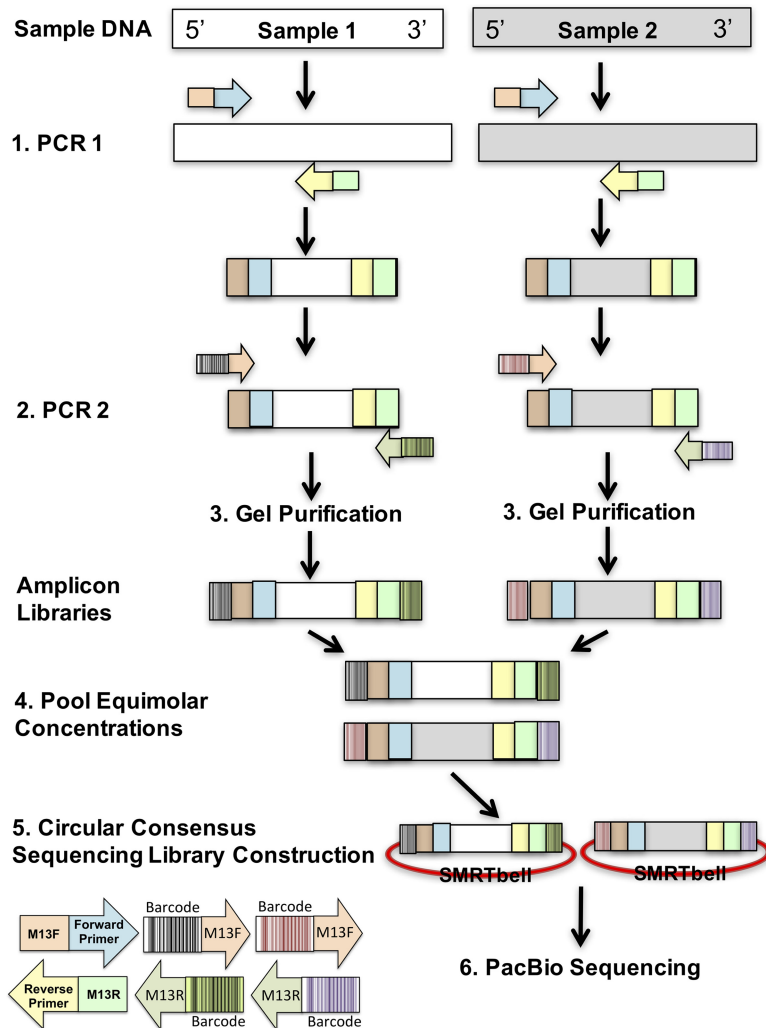 Sample DNA
5’ Sample 1 3’
5’ Sample 2 3’
1. PCR 1
2. PCR 2
3. Gel Purification
3. Gel Purification
Amplicon
Libraries
4. Pool Equimolar
Concentrations
5. Circular Consensus
Sequencing Library Construction
SMRTbell
SMRTbell
6. PacBio Sequencing
M13F
Forward
Primer
Barcode
M13F
Barcode
M13F
Reverse
Primer
M13R
M13R
Barcode
M13R
Barcode